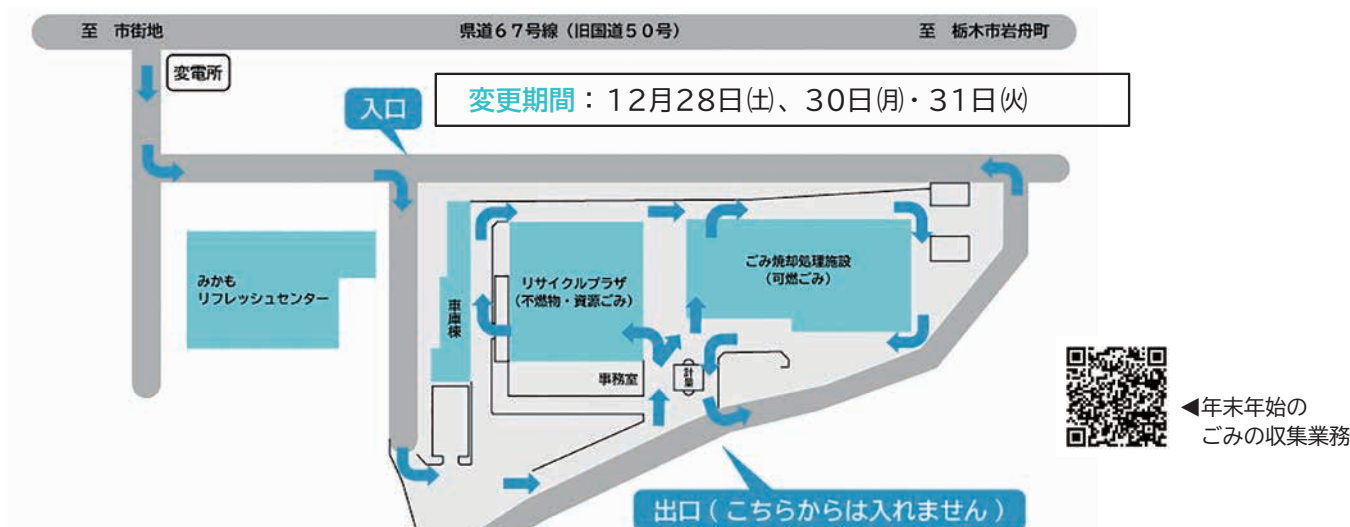 至 市街地
県道67号線（旧国道50号）
至 栃木市岩舟町
変電所
変更期間：12月28日㈯、30日㈪・31日㈫
入口
みかも
リフレッシュセンター
車庫棟
リサイクルプラザ
（不燃物・資源ごみ）
ごみ焼却処理施設
（可燃ごみ）
事務室
計量
◀年末年始の
ごみの収集業務
出口（こちらからは入れません）